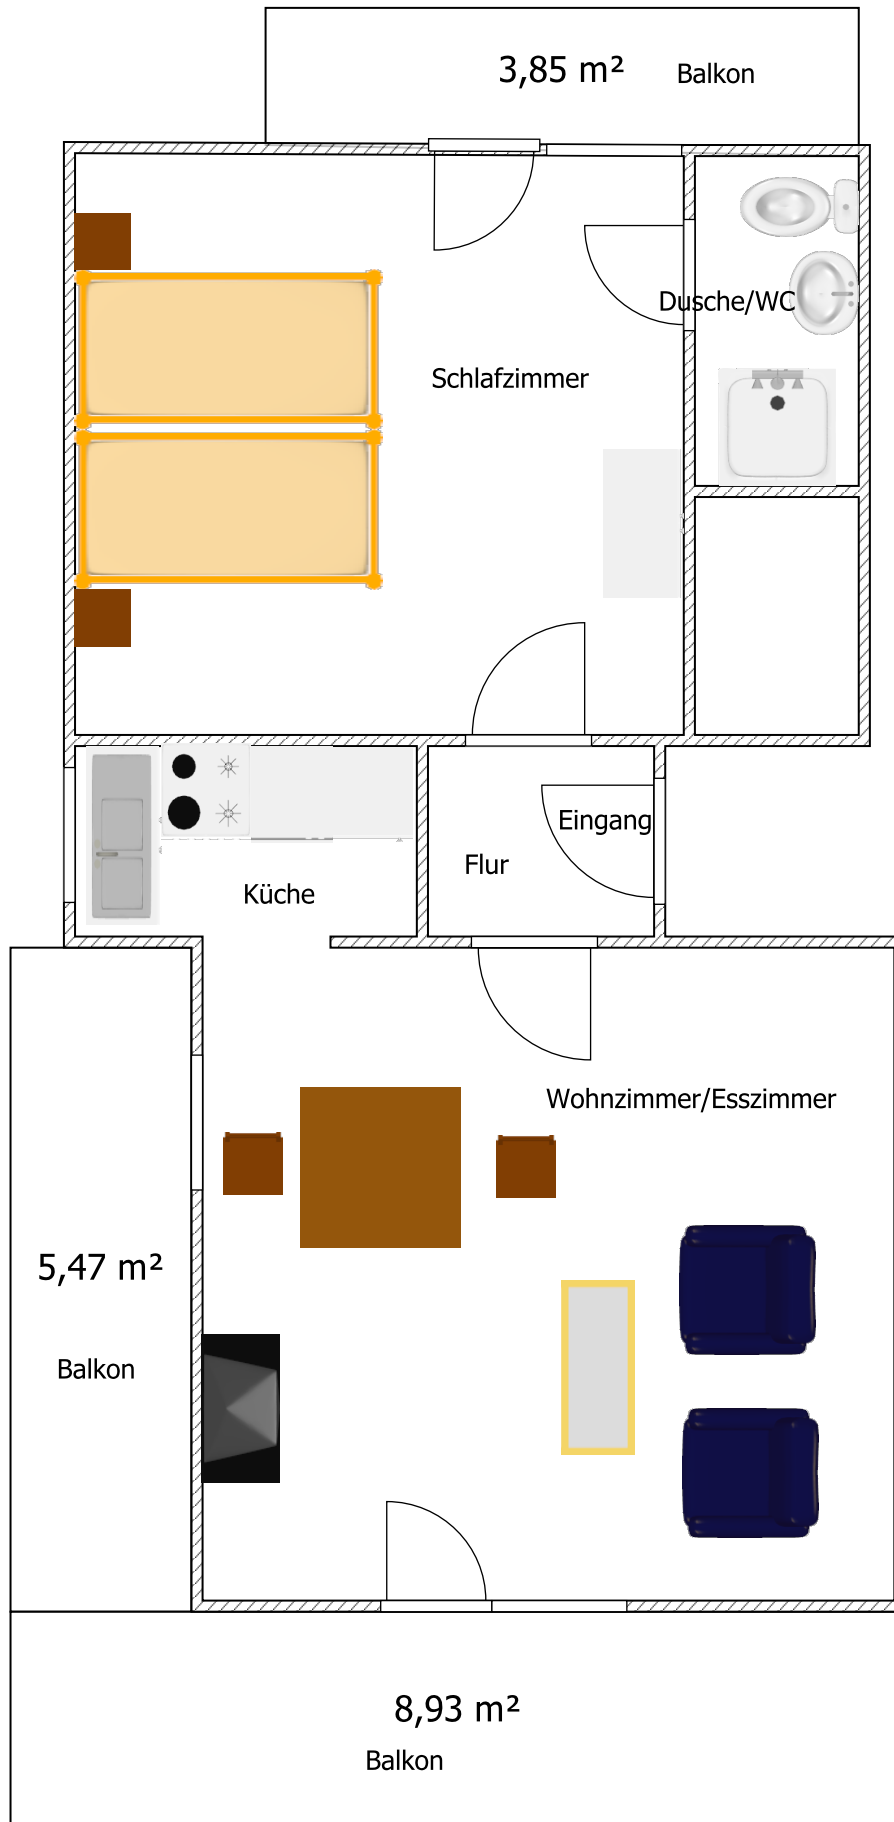 3,85 m² Balkon
Dusche/WC
Schlafzimmer
Eingang
Flur
Küche
Wohnzimmer/Esszimmer
5,47 m²
Balkon
8,93 m²
Balkon